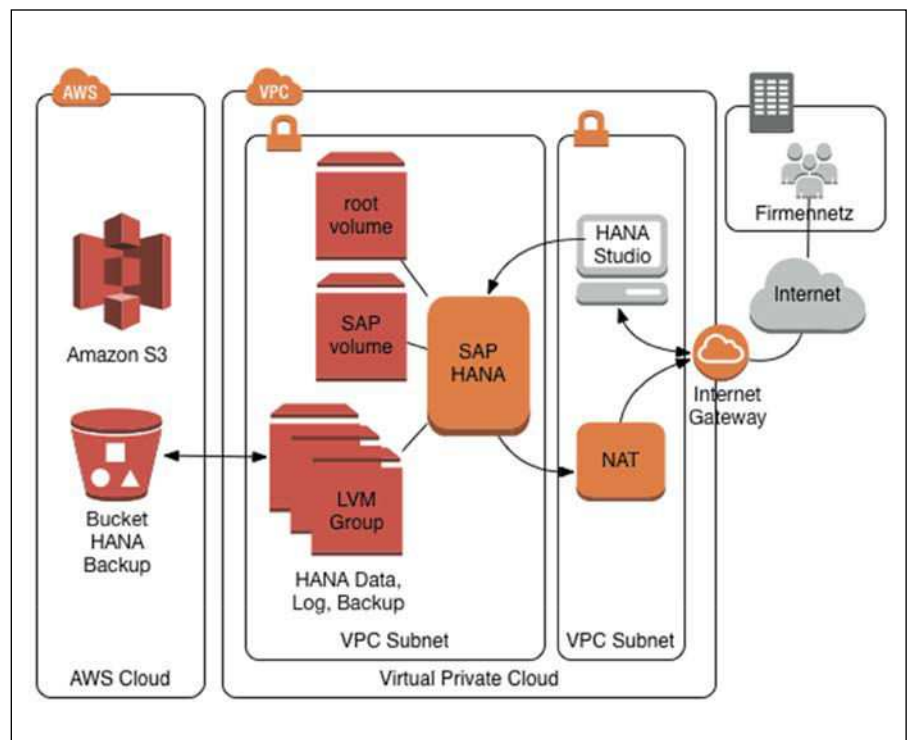 AWS
VPC
root
volume
HANA
Studio
Firmennetz
SAP
volume
Internet
Amazon S3
SAP
HANA
Internet
Gateway
NAT
LVM
Group
Bucket
HANA
Backup
HANA Data,
Log, Backup
VPC Subnet
VPC Subnet
AWS Cloud
Virtual Private Cloud